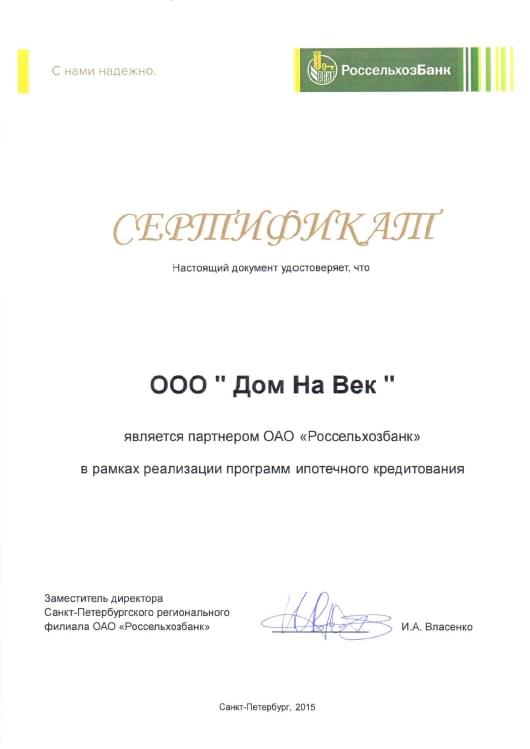 С нами надежно.
РоссельхозБанк
СЕРТИФИКАТ
Настоящий документ удостоверяет, что
ООО " Дом На Век "
является партнером ОАО «Россельхозбанк»
в рамках реализации программ ипотечного кредитования
Заместитель директора
Санкт-Петербургского регионального
филиала ОАО «Россельхозбанк»
И.А. Власенко
Санкт-Петербург, 2015